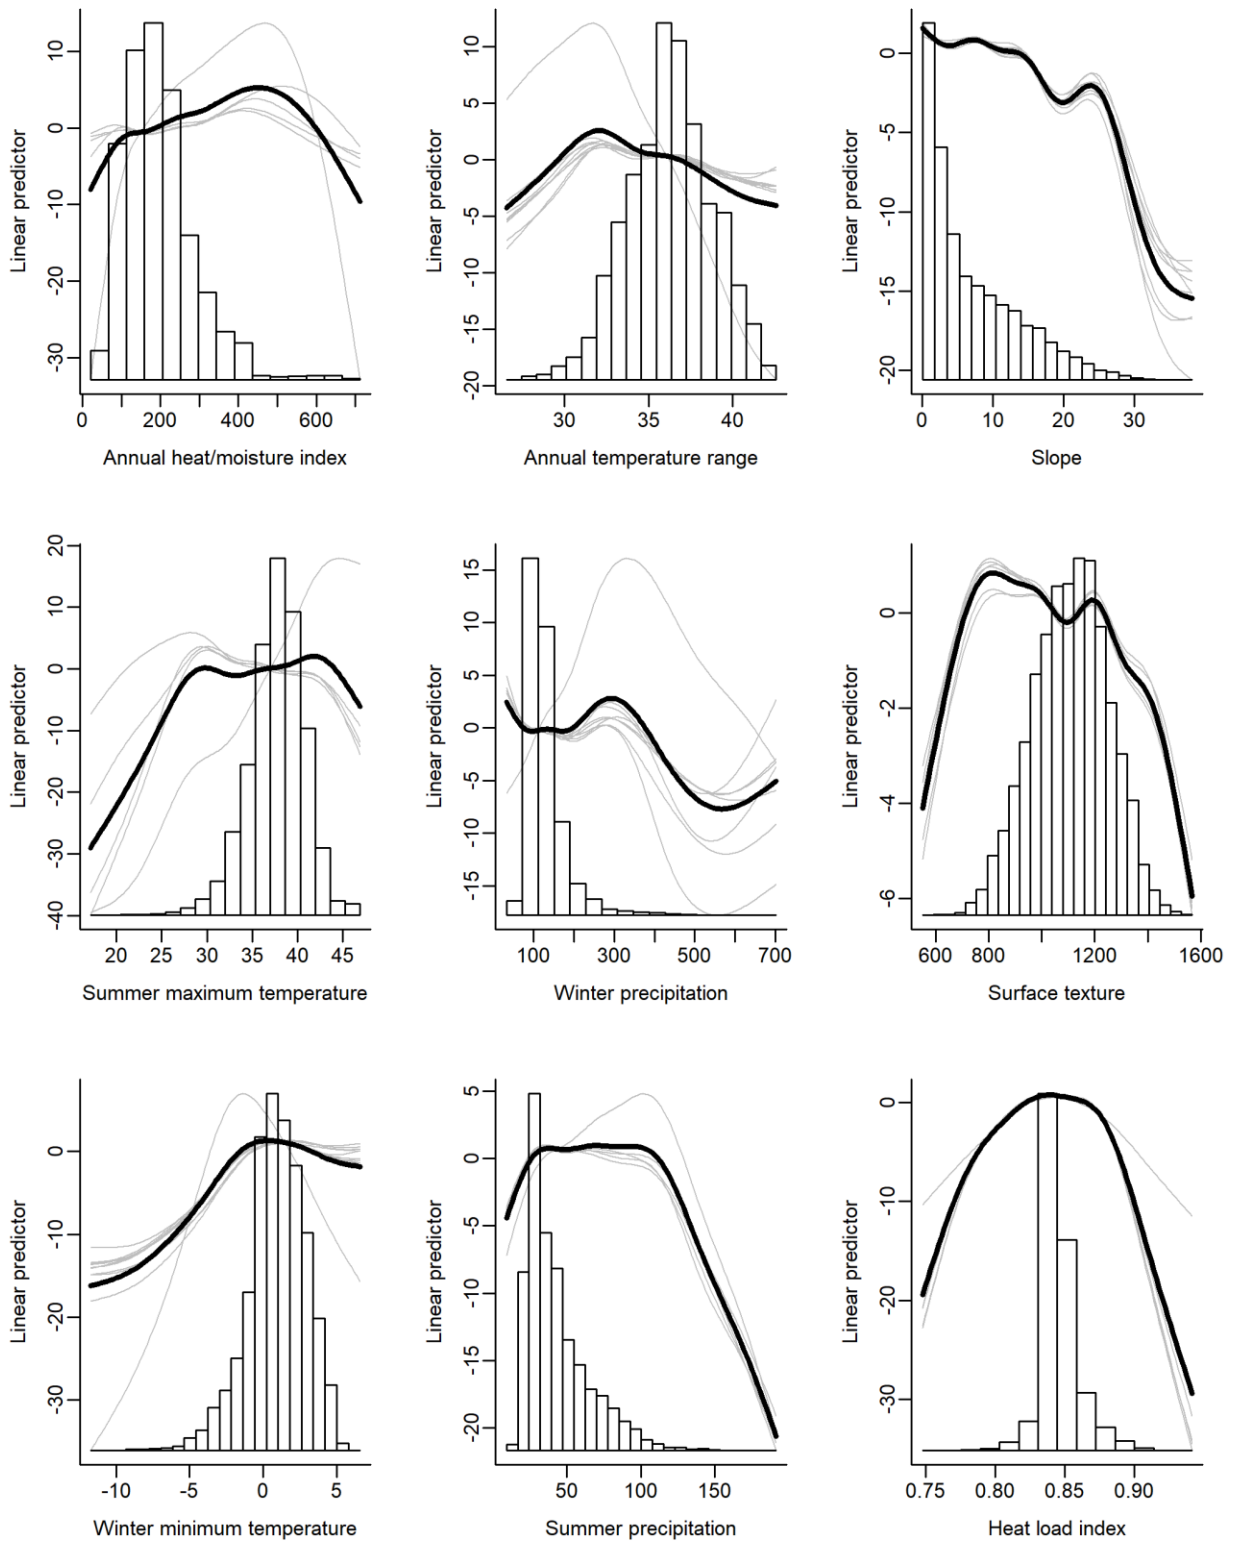 Linear predictor
10
0
-10
-20
-30
0 200 400 600
Annual heat/moisture index
Linear predictor
10
5
0
-5
-10
-15
-20
30 35 40
Annual temperature range
Linear predictor
0
-5
-10
-15
-20
0 10 20 30
Slope
Linear predictor
20
10
0
-10
-20
-30
-40
20 25 30 35 40 45
Summer maximum temperature
Linear predictor
15
10
5
0
-5
-10
-15
100 300 500 700
Winter precipitation
Linear predictor
0
-2
-4
-6
600 800 1200 1600
Surface texture
Linear predictor
0
-10
-20
-30
-10 -5 0 5
Winter minimum temperature
Linear predictor
5
0
-5
-10
-15
-20
50 100 150
Summer precipitation
Linear predictor
0
-10
-20
-30
0.75 0.80 0.85 0.90
Heat load index